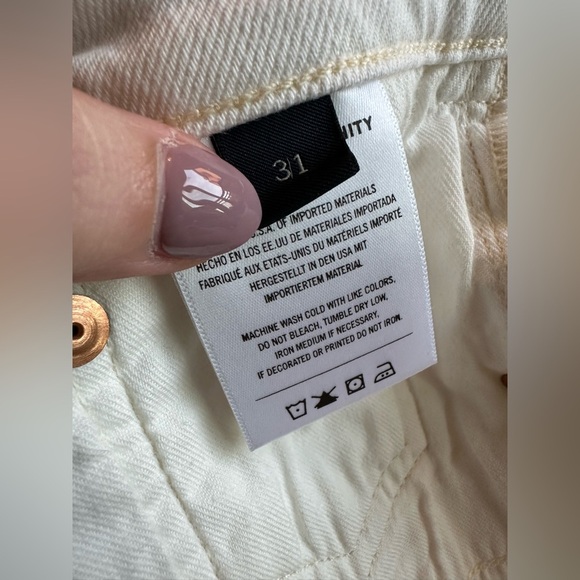 NITY
31
U.S.A. OF IMPORTED MATERIALS
HECHO EN LOS EE.UU DE MATERIALES IMPORTADA
FABRIQUÉ AUX ETATS-UNIS DU MATÉRIELS IMPORTÉ
HERGESTELLT IN DEN USA MIT
IMPORTIERTEM MATERIAL
MACHINE WASH COLD WITH LIKE COLORS,
DO NOT BLEACH, TUMBLE DRY LOW,
IRON MEDIUM IF NECESSARY,
IF DECORATED OR PRINTED DO NOT IRON.